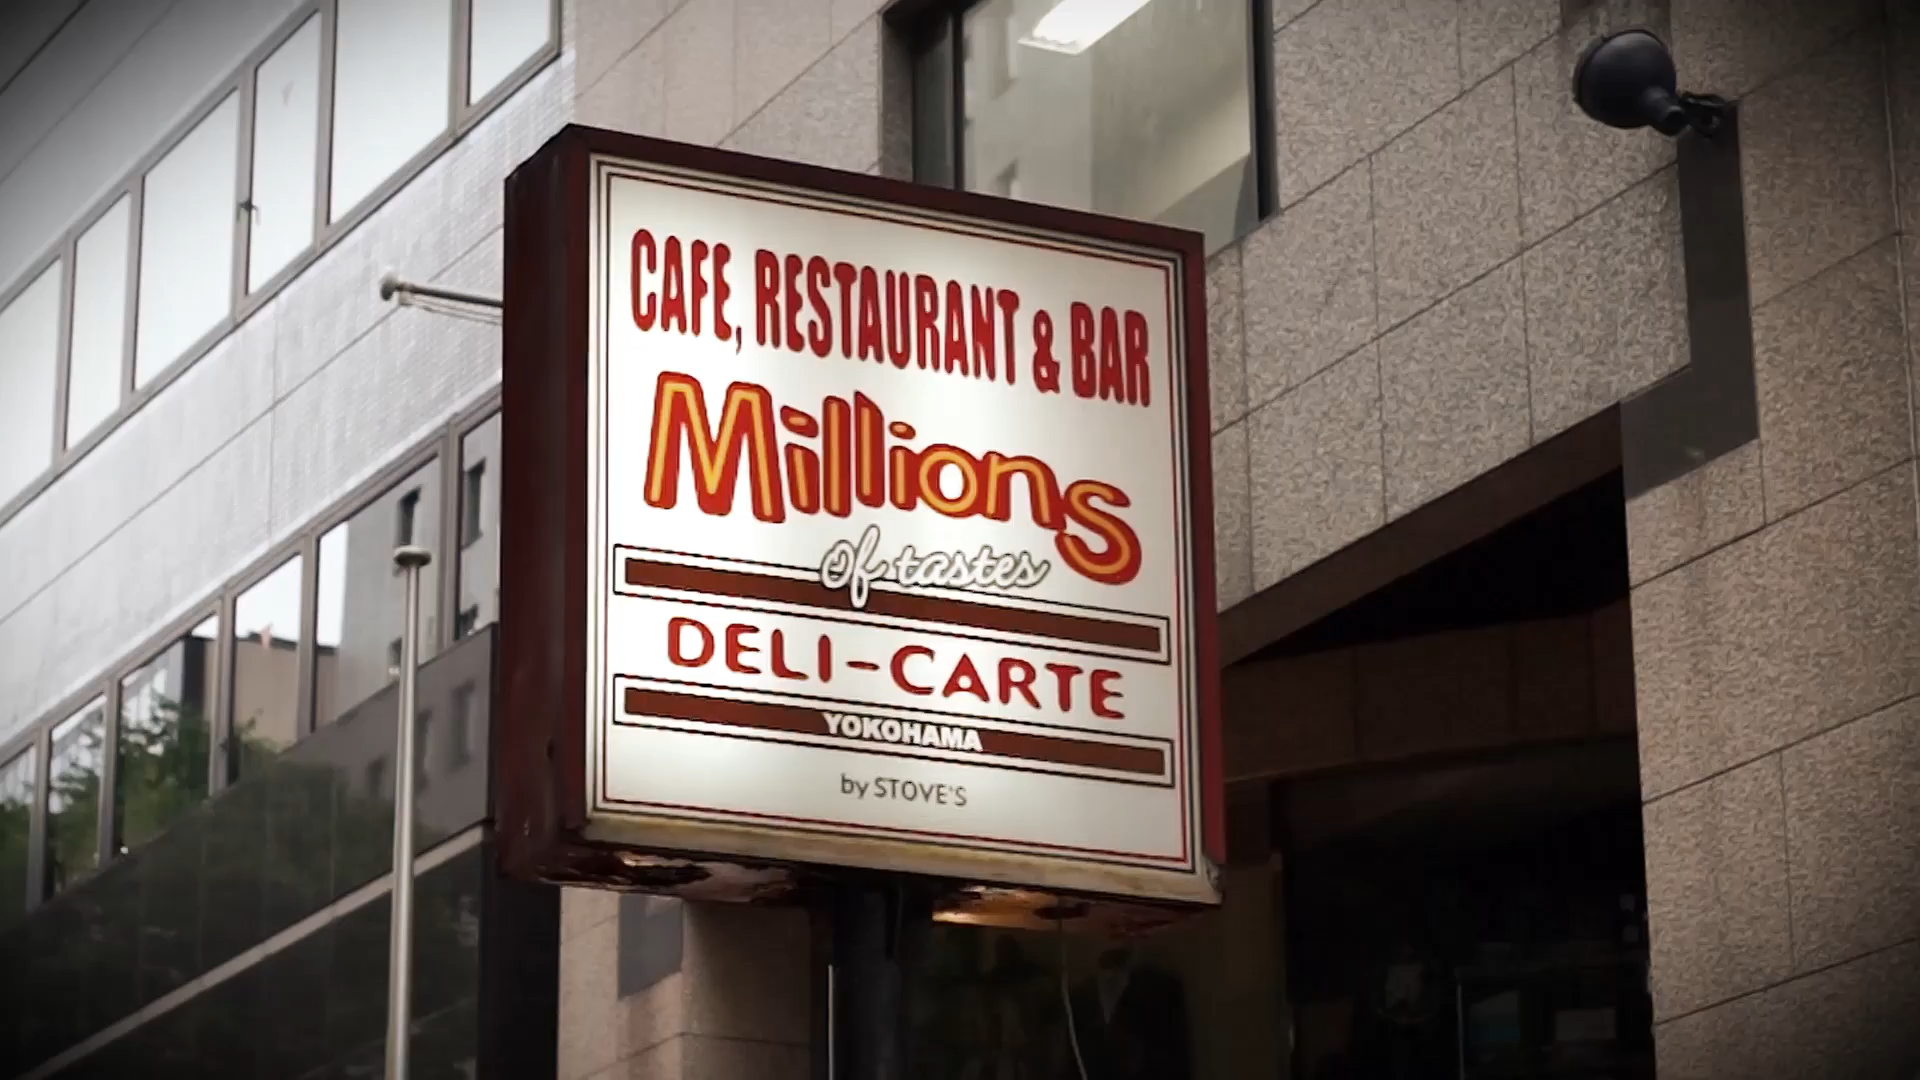 CAFE, RESTAURANT & BAR
Millions
of tastes
DELI-CARTE
YOKOHAMA
by STOVE'S